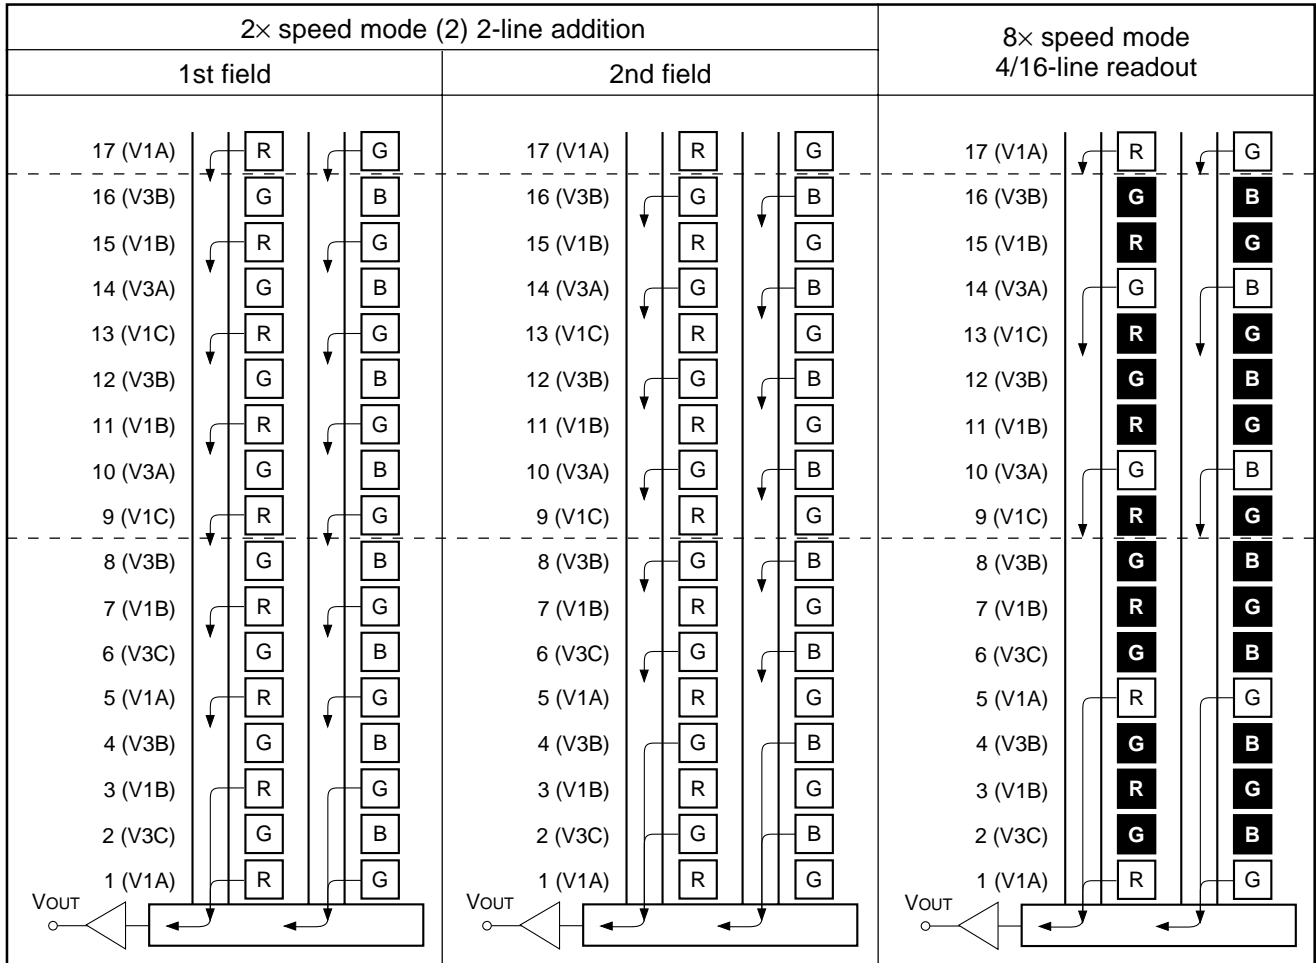 2× speed mode (2) 2-line addition
8× speed mode
4/16-line readout
1st field
2nd field
17 (V1A) R G 17 (V1A) R G 17 (V1A) R G
16 (V3B) G B 16 (V3B) G B 16 (V3B) G B
15 (V1B) R G 15 (V1B) R G 15 (V1B) R G
14 (V3A) G B 14 (V3A) G B 14 (V3A) G B
13 (V1C) R G 13 (V1C) R G 13 (V1C) R G
12 (V3B) G B 12 (V3B) G B 12 (V3B) G B
11 (V1B) R G 11 (V1B) R G 11 (V1B) R G
10 (V3A) G B 10 (V3A) G B 10 (V3A) G B
9 (V1C) R G 9 (V1C) R G 9 (V1C) R G
8 (V3B) G B 8 (V3B) G B 8 (V3B) G B
7 (V1B) R G 7 (V1B) R G 7 (V1B) R G
6 (V3C) G B 6 (V3C) G B 6 (V3C) G B
5 (V1A) R G 5 (V1A) R G 5 (V1A) R G
4 (V3B) G B 4 (V3B) G B 4 (V3B) G B
3 (V1B) R G 3 (V1B) R G 3 (V1B) R G
2 (V3C) G B 2 (V3C) G B 2 (V3C) G B
1 (V1A) R G 1 (V1A) R G 1 (V1A) R G
VOUT VOUT VOUT